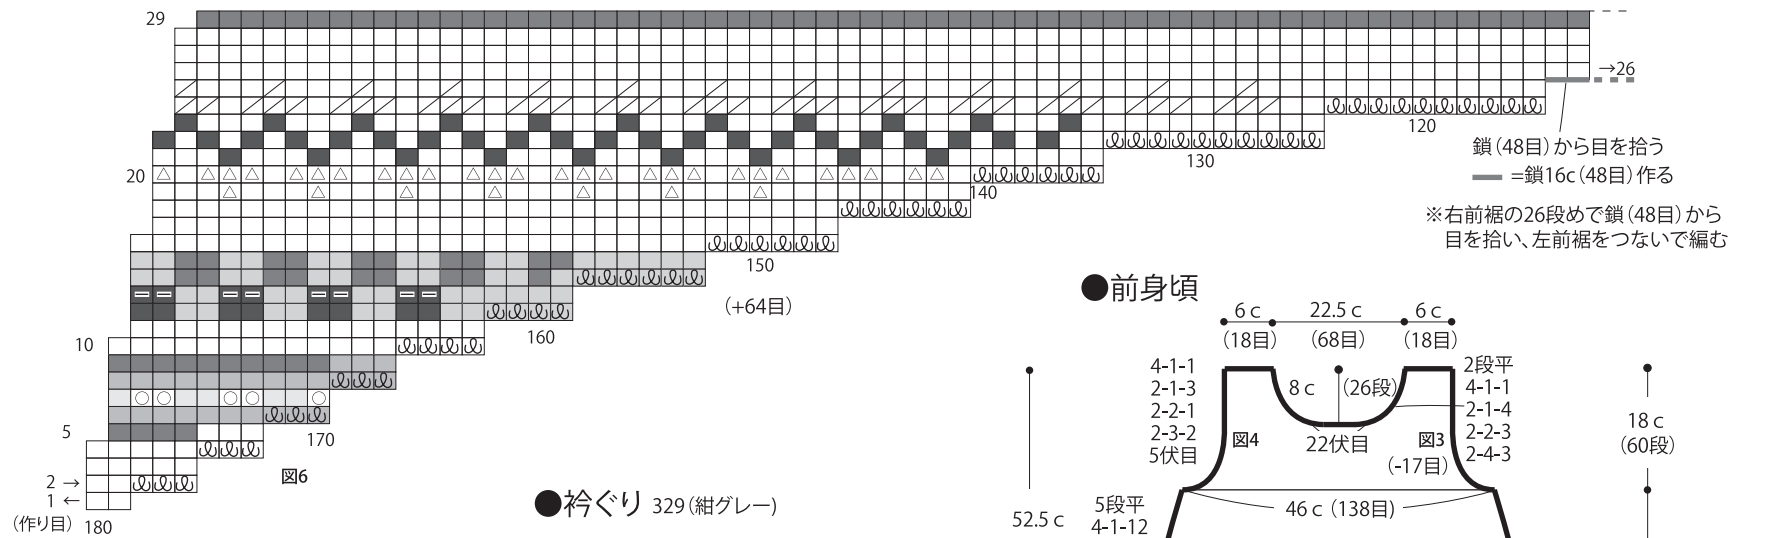 29
→26
120
鎖(48目)から目を拾う
=鎖16c(48目)作る
※右前裾の26段めで鎖(48目)から
目を拾い、左前裾をつないで編む
130
20
140
150
(+64目)
160
10
170
5
図6
2 →
1 ←
(作り目) 180
●衿ぐり 329(紺グレー)
●前身頃
6c 22.5c 6c
(18目) (68目) (18目)
4-1-1
2-1-3
2-2-1
2-3-2
5伏目
図4
8c (26段)
22伏目
図3
(-17目)
2段平
4-1-1
2-1-4
2-2-3
2-4-3
18c
(60段)
46c(138目)
52.5c
5段平
4-1-12